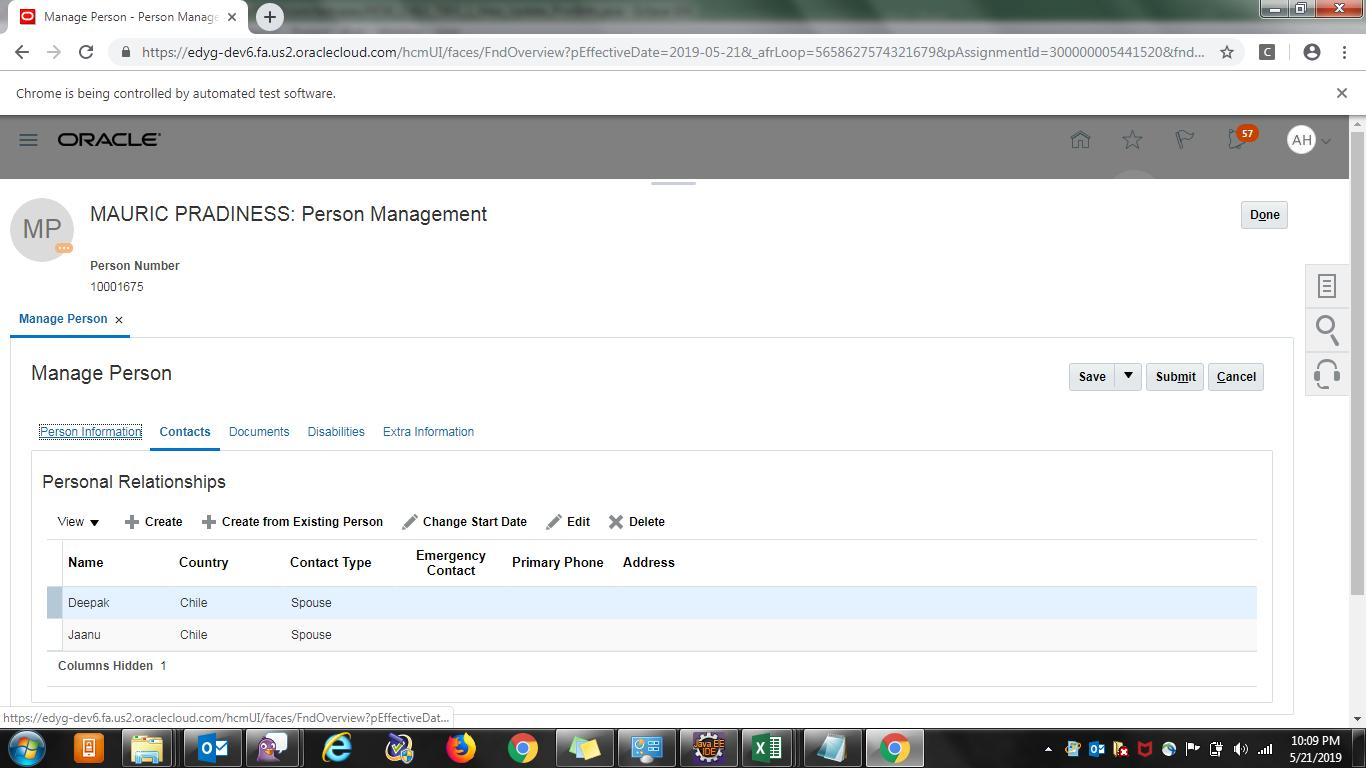 Manage Person - Person Manage
https://edyg-dev6.fa.us2.oraclecloud.com/hcmUI/faces/FndOverview?pEffectiveDate=2019-05-21&_afrLoop=5658627574321679&pAssignmentId=300000005441520&fnd...
C
Chrome is being controlled by automated test software.
ORACLE
57
AH
MP
MAURIC PRADINESS: Person Management
Done
Person Number
10001675
Manage Person
Manage Person
Save
Submit
Cancel
Person Information Contacts Documents Disabilities Extra Information
Personal Relationships
View Create Create from Existing Person Change Start Date Edit Delete
Name Country Contact Type Emergency Contact Primary Phone Address
Deepak Chile Spouse
Jaanu Chile Spouse
Columns Hidden 1
https://edyg-dev6.fa.us2.oraclecloud.com/hcmUI/faces/FndOverview?pEffectiveDat...
Java EE
IDE
10:09 PM
5/21/2019